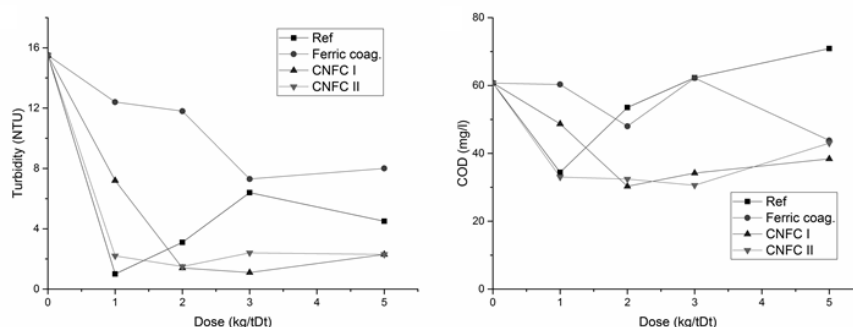 16
12
8
4
0
Turbidity (NTU)
0
1
2
3
4
5
Dose (kg/tDt)
Ref
Ferric coag.
CNFC I
CNFC II
80
60
40
20
0
COD (mg/l)
0
1
2
3
4
5
Dose (kg/tDt)
Ref
Ferric coag.
CNFC I
CNFC II